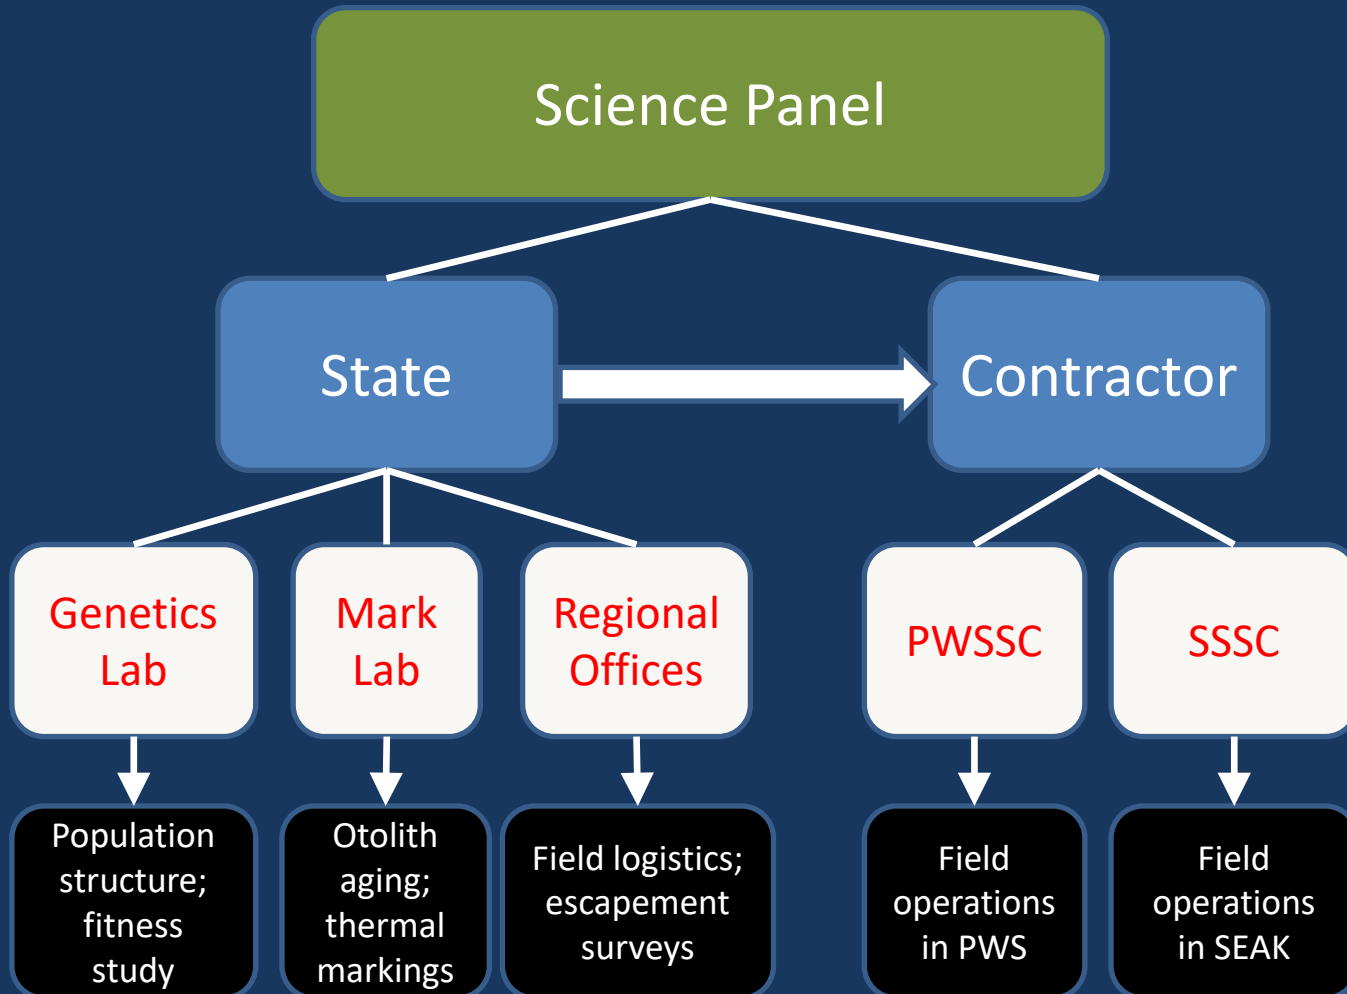 Science Panel
State
Contractor
Genetics
Lab
Mark
Lab
Regional
Offices
PWSSC
SSSC
Population
structure;
fitness
study
Otolith
aging;
thermal
markings
Field logistics;
escapement
surveys
Field
operations
in PWS
Field
operations
in SEAK